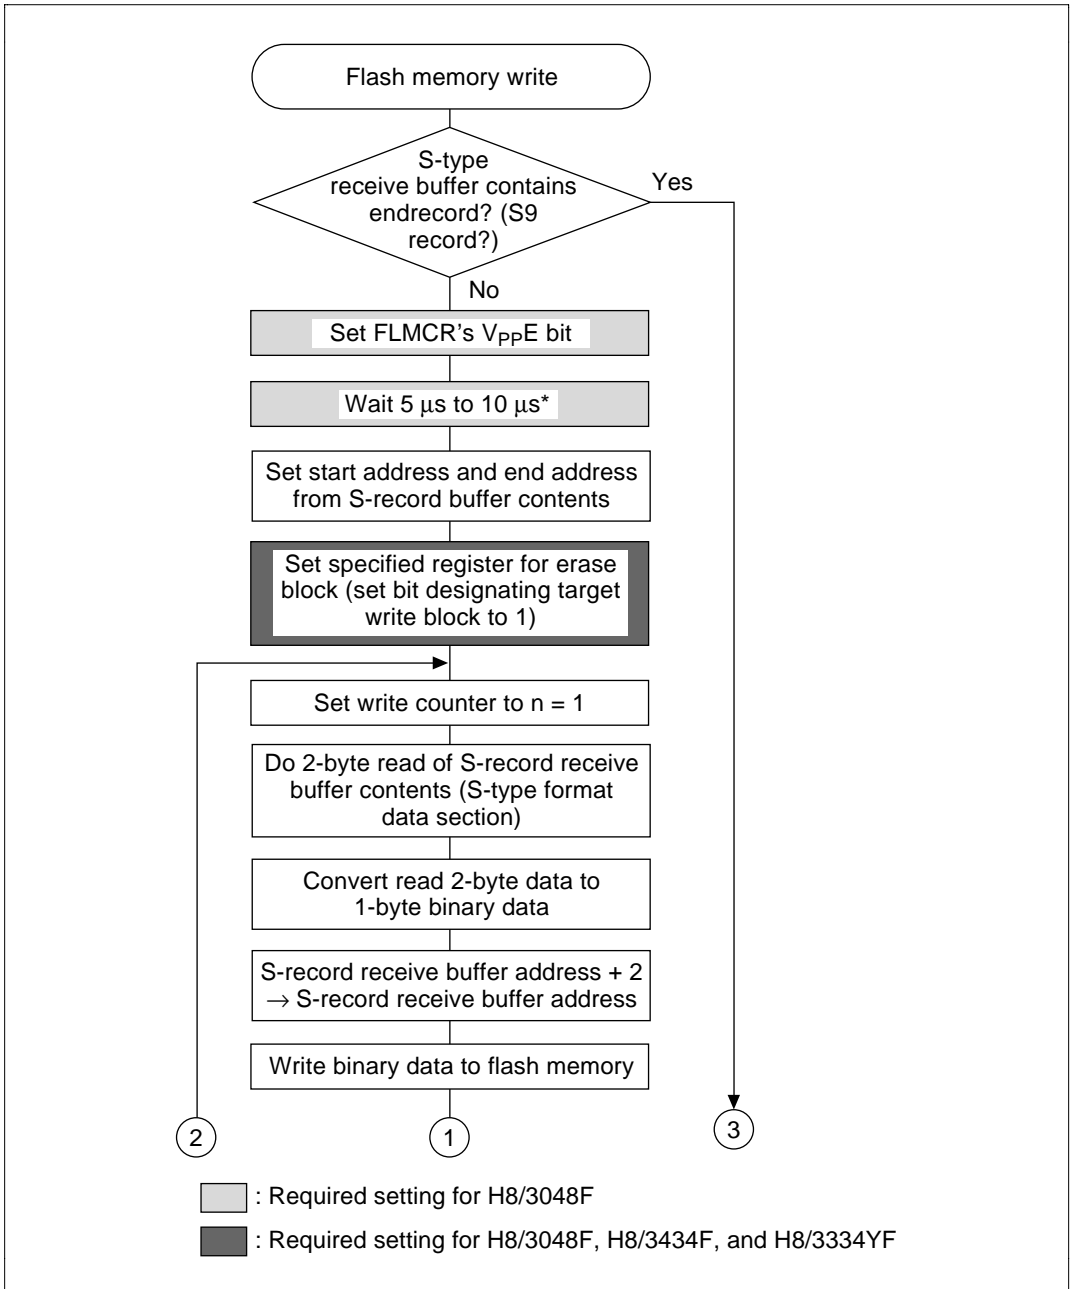 Flash memory write
S-type
receive buffer contains
endrecord? (S9
record?)
Yes
No
Set FLMCR's VPPE bit
Wait 5 μs to 10 μs*
Set start address and end address
from S-record buffer contents
Set specified register for erase
block (set bit designating target
write block to 1)
Set write counter to n = 1
Do 2-byte read of S-record receive
buffer contents (S-type format
data section)
Convert read 2-byte data to
1-byte binary data
S-record receive buffer address + 2
→ S-record receive buffer address
Write binary data to flash memory
2
1
3
: Required setting for H8/3048F
: Required setting for H8/3048F, H8/3434F, and H8/3334YF